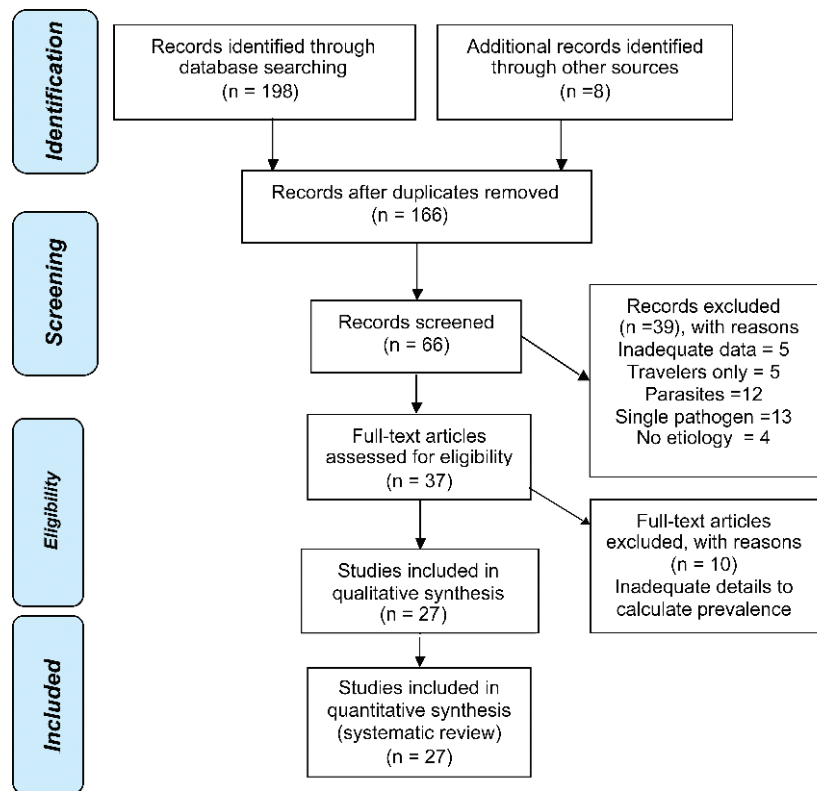 Identification
Records identified through
database searching
(n = 198)
Additional records identified
through other sources
(n =8)
Records after duplicates removed
(n = 166)
Screening
Records screened
(n = 66)
Records excluded
(n =39), with reasons
Inadequate data = 5
Travelers only = 5
Parasites =12
Single pathogen =13
No etiology = 4
Eligibility
Full-text articles
assessed for eligibility
(n = 37)
Full-text articles
excluded, with reasons
(n = 10)
Inadequate details to
calculate prevalence
Studies included in
qualitative synthesis
(n = 27)
Included
Studies included in
quantitative synthesis
(systematic review)
(n = 27)